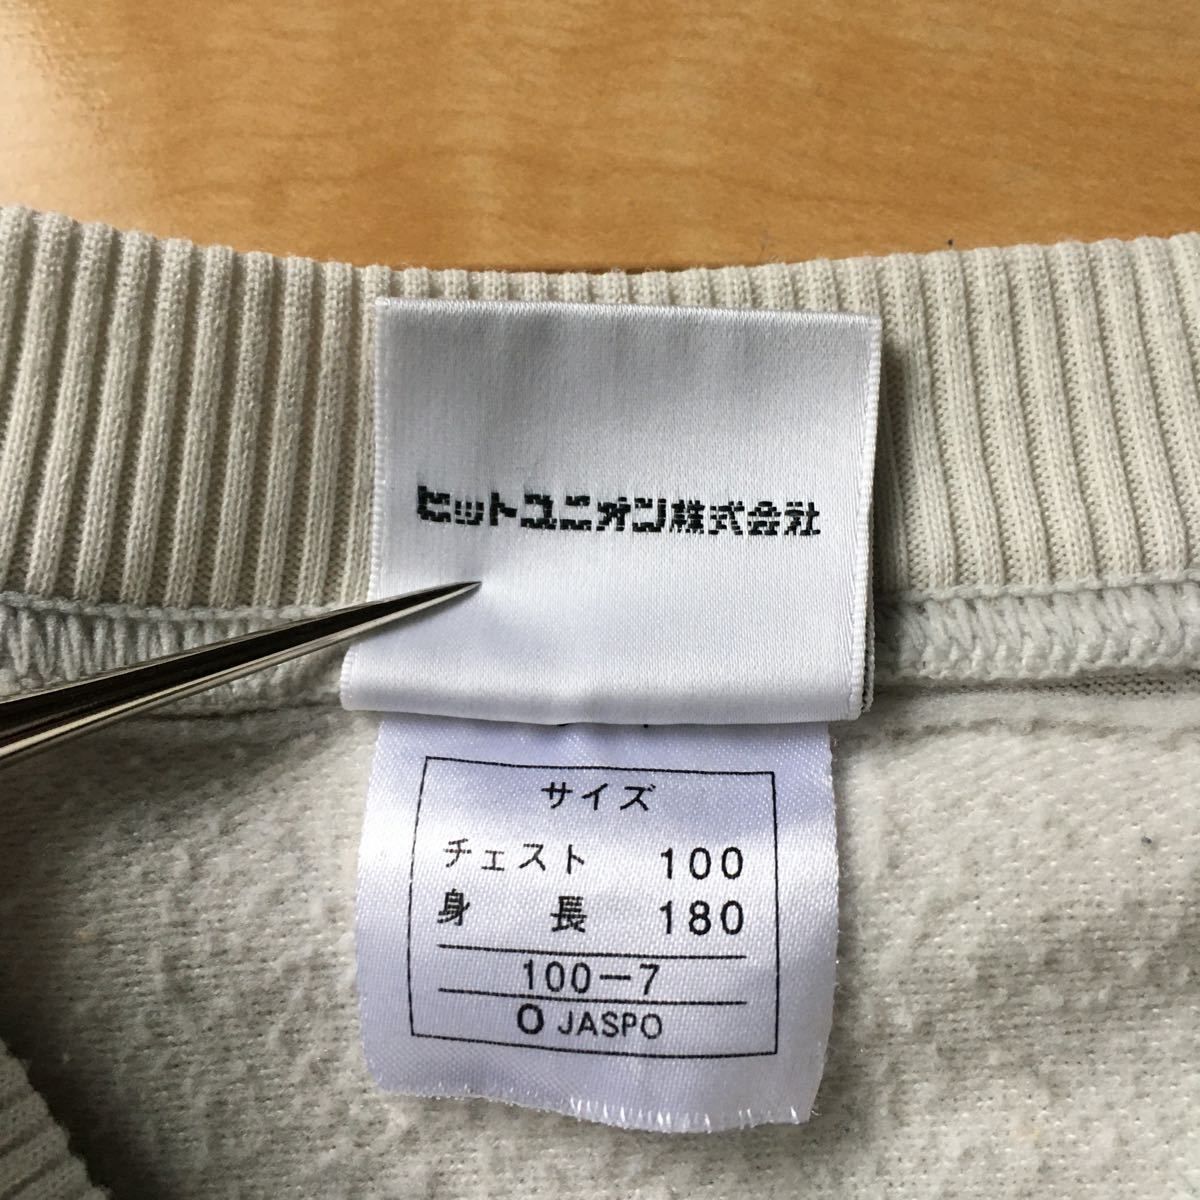 ヒットユニオン株式会社
サイズ
チェスト 100
身長 180
100-7
O JASPO